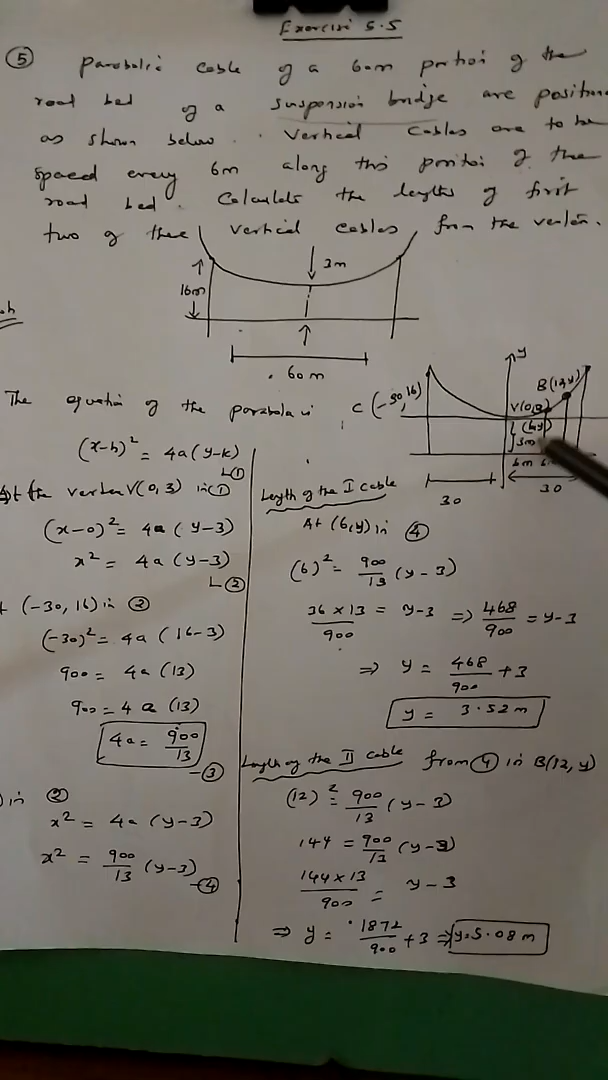 Exercise 5.5
⑤ Parabolic cable of a 60m portion of the
road bed of a suspension bridge are position
as shown below. Vertical cables are to be
spaced every 6m along this portion of the
road bed. Calculate the lengths of first
two of these vertical cables from the vertex.
3m
16m
60m
y
B(12,y)
C (-30,16)
V(0,3)
(6,y)
3m
6m 6
30
30
The equation of the parabola is
(x-h)² = 4a(y-k)
①
the vertex V(0,3) in ①
(x-0)² = 4a (y-3)
x² = 4a (y-3)
②
(-30, 16) in ②
(-30)² = 4a (16-3)
900 = 4a (13)
900 = 4a (13)
4a = 900/13
-③
in ②
x² = 4a (y-3)
x² = 900/13 (y-3)
-④
Length of the I cable
At (6,y) in ④
(6)² = 900/13 (y-3)
36 x 13/900 = y-3 ⇒ 468/900 = y-3
⇒ y = 468/900 + 3
y = 3.52 m
Length of the II cable from ④ in B(12, y)
(12)² = 900/13 (y-3)
144 = 900/13 (y-3)
144 x 13/900 = y-3
⇒ y = 1872/900 + 3 ⇒ y = 5.08 m